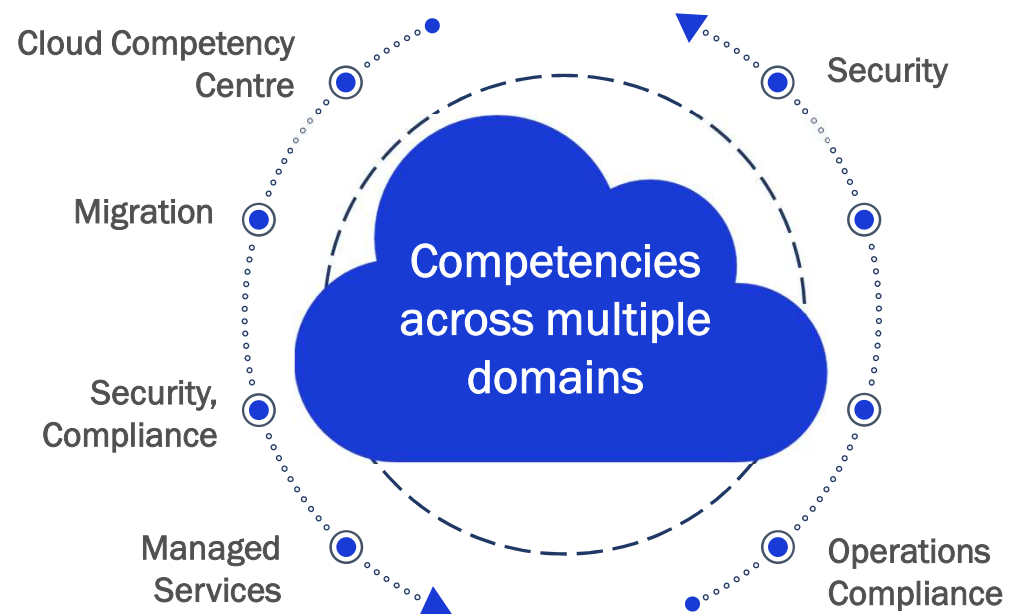 Cloud Competency
Centre
Security
Migration
Competencies
across multiple
domains
Security,
Compliance
Managed
Services
Operations
Compliance